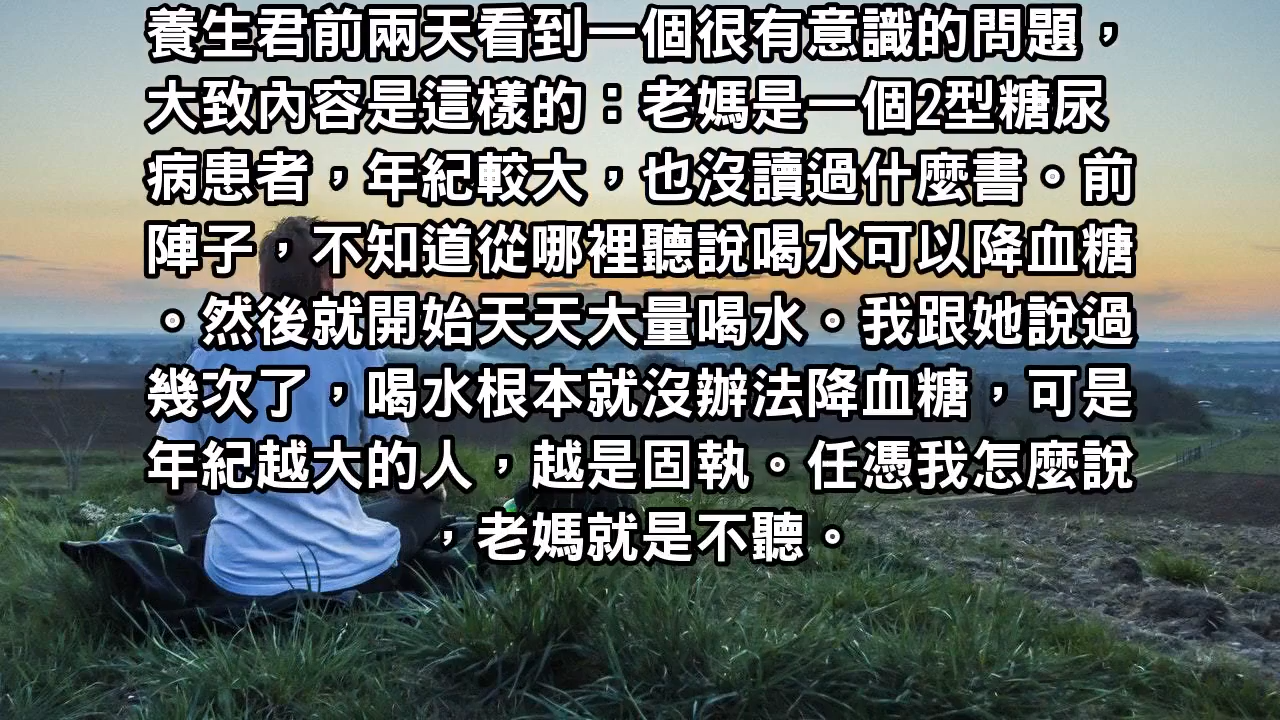 養生君前兩天看到一個很有意識的問題，
大致內容是這樣的：老媽是一個2型糖尿
病患者，年紀較大，也沒讀過什麼書。前
陣子，不知道從哪裡聽說喝水可以降血糖
。然後就開始天天大量喝水。我跟她說過
幾次了，喝水根本就沒辦法降血糖，可是
年紀越大的人，越是固執。任憑我怎麼說
，老媽就是不聽。